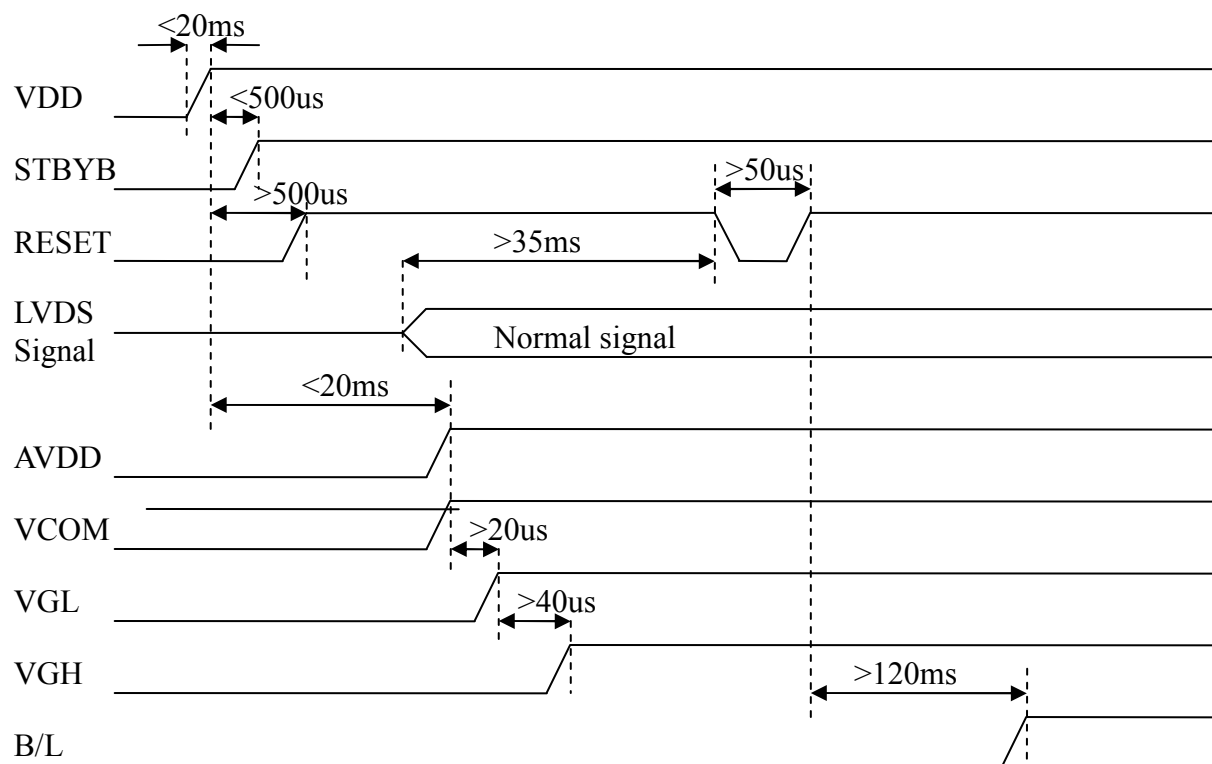 <20ms
VDD
<500us
STBYB
>50us
>500us
RESET
>35ms
LVDS
Signal
Normal signal
<20ms
AVDD
VCOM
>20us
VGL
>40us
VGH
>120ms
B/L